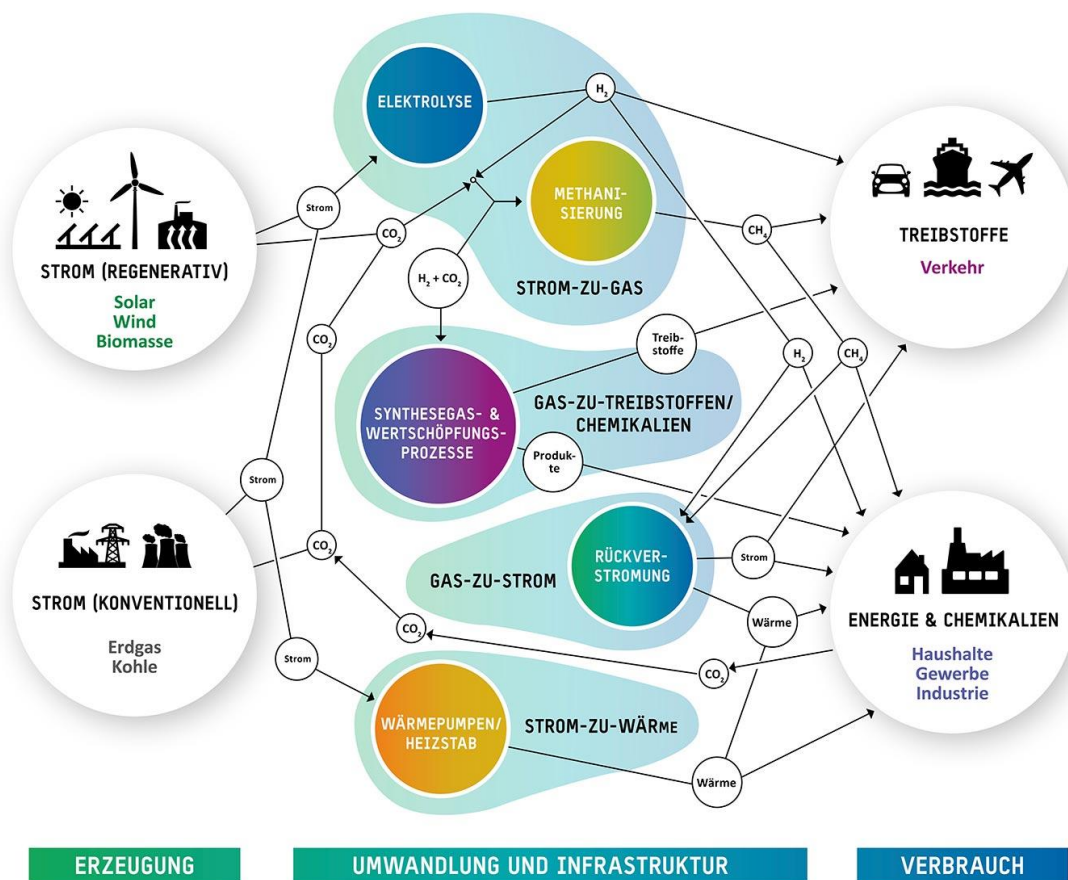 ELEKTROLYSE
H₂
METHANI-
SIERUNG
Strom
CO₂
CH₄
STROM (REGENERATIV)
Solar
Wind
Biomasse
TREIBSTOFFE
Verkehr
H₂ + CO₂
STROM-ZU-GAS
CO₂
Treib-
stoffe
H₂
CH₄
SYNTHESEGAS- &
WERTSCHÖPFUNGS-
PROZESSE
GAS-ZU-TREIBSTOFFEN/
CHEMIKALIEN
Produk-
te
Strom
CO₂
STROM (KONVENTIONELL)
Erdgas
Kohle
GAS-ZU-STROM
RÜCKVER-
STROMUNG
Strom
Wärme
ENERGIE & CHEMIKALIEN
Haushalte
Gewerbe
Industrie
CO₂
CO₂
Strom
WÄRMEPUMPEN/
HEIZSTAB
STROM-ZU-WÄRME
Wärme
ERZEUGUNG
UMWANDLUNG UND INFRASTRUKTUR
VERBRAUCH